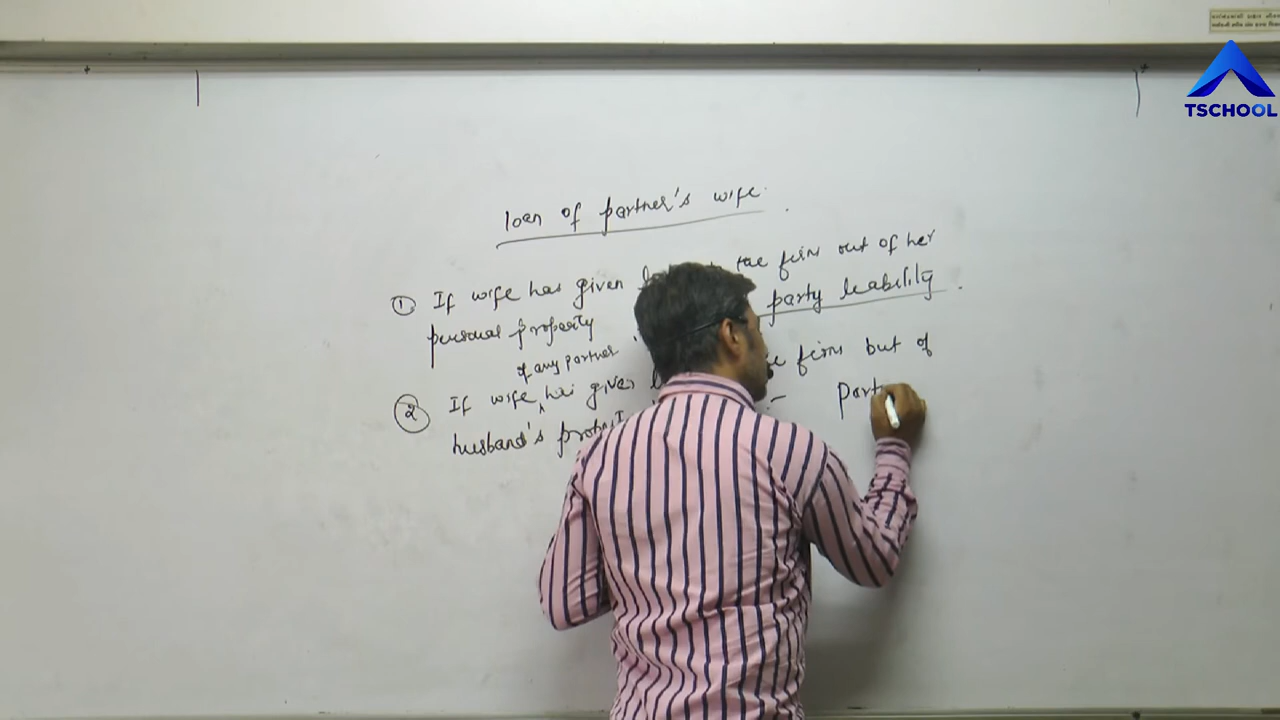 TSCHOOL
loan of partner's wife.
① If wife has given the firm out of her
personal property party leability.
of any partner.
② If wife has given firm but of
husband's Part